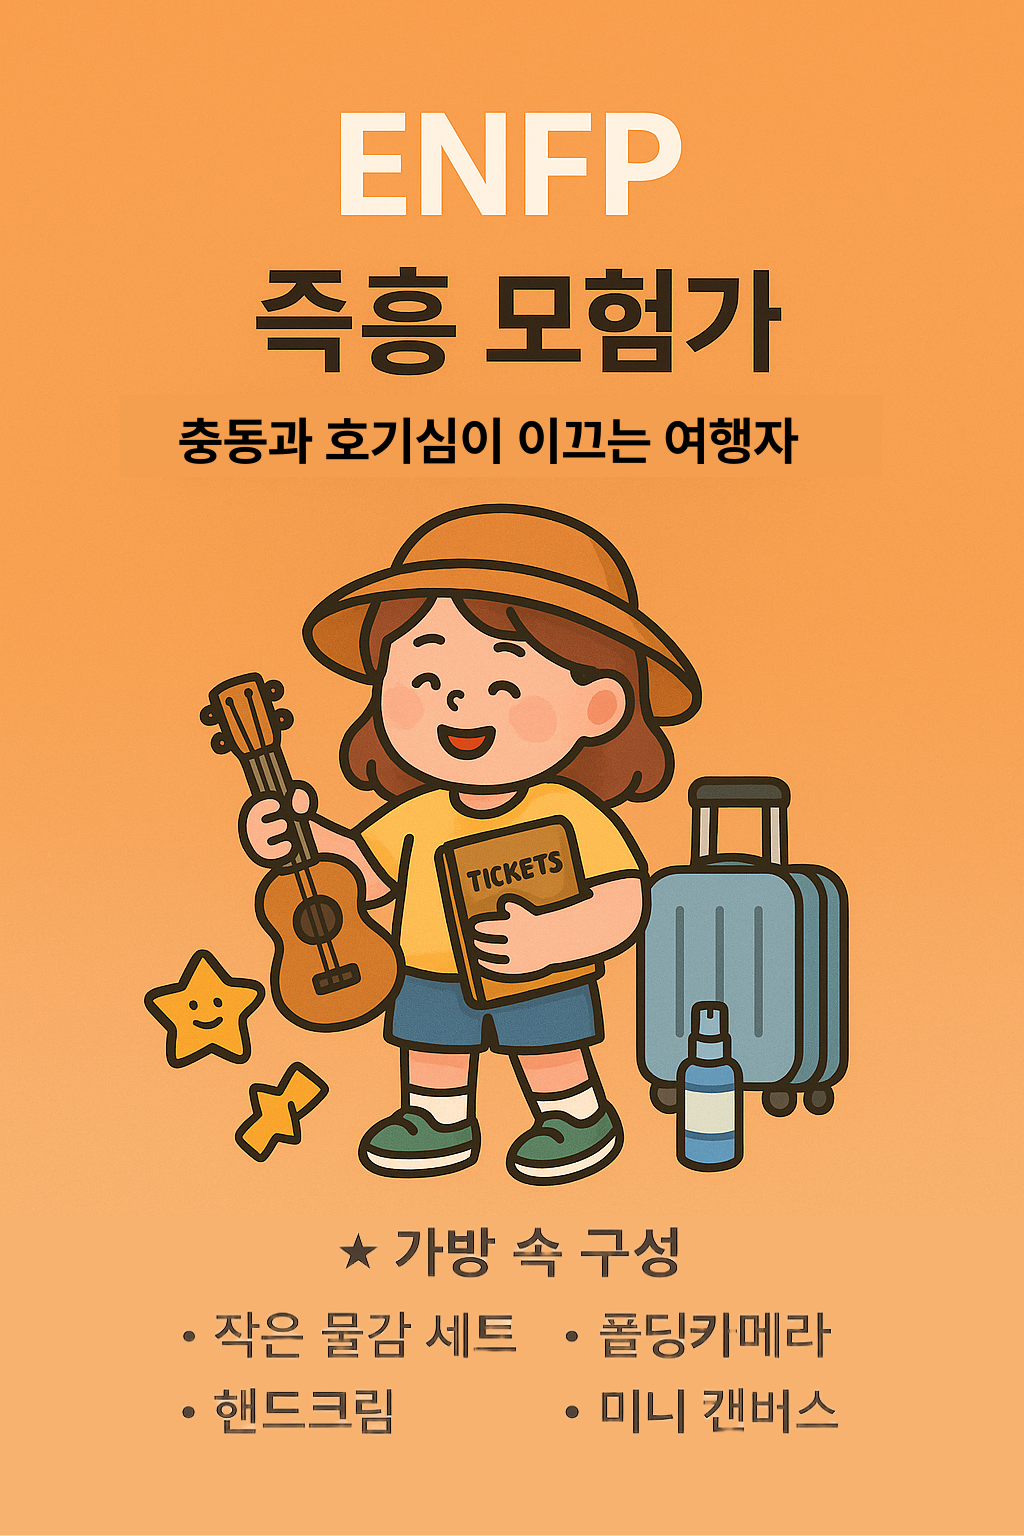 ENFP
즉흥 모험가
충동과 호기심이 이끄는 여행자
TICKETS
★ 가방 속 구성
• 작은 물감 세트
• 폴딩카메라
• 핸드크림
• 미니 캔버스